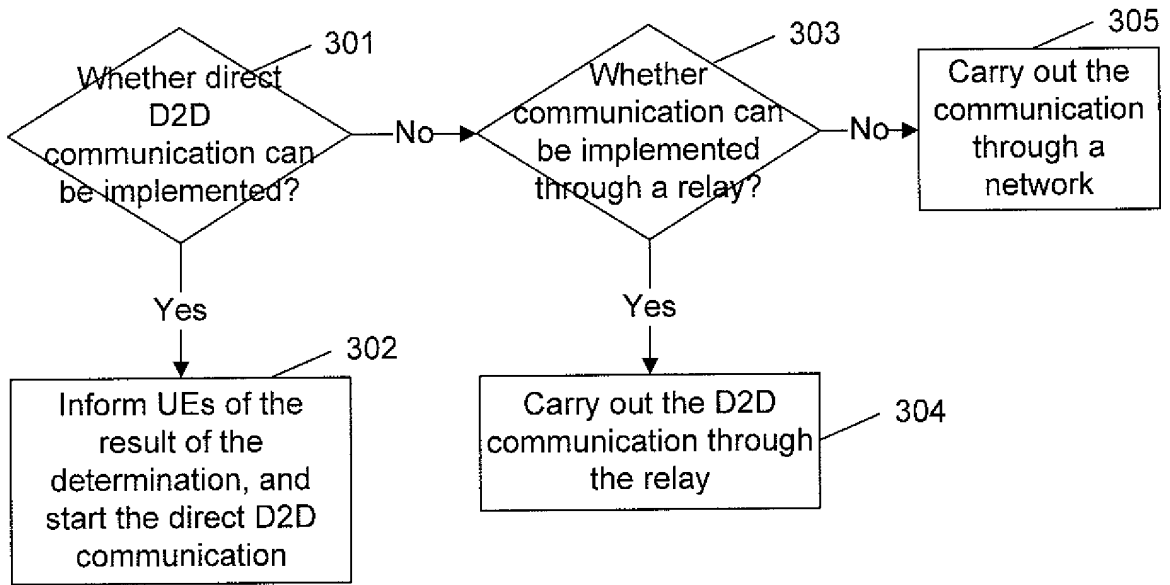 301
Whether direct
D2D
communication can
be implemented?
No
303
Whether
communication can
be implemented
through a relay?
No
305
Carry out the
communication
through a
network
Yes
302
Inform UEs of the
result of the
determination, and
start the direct D2D
communication
Yes
304
Carry out the D2D
communication through
the relay